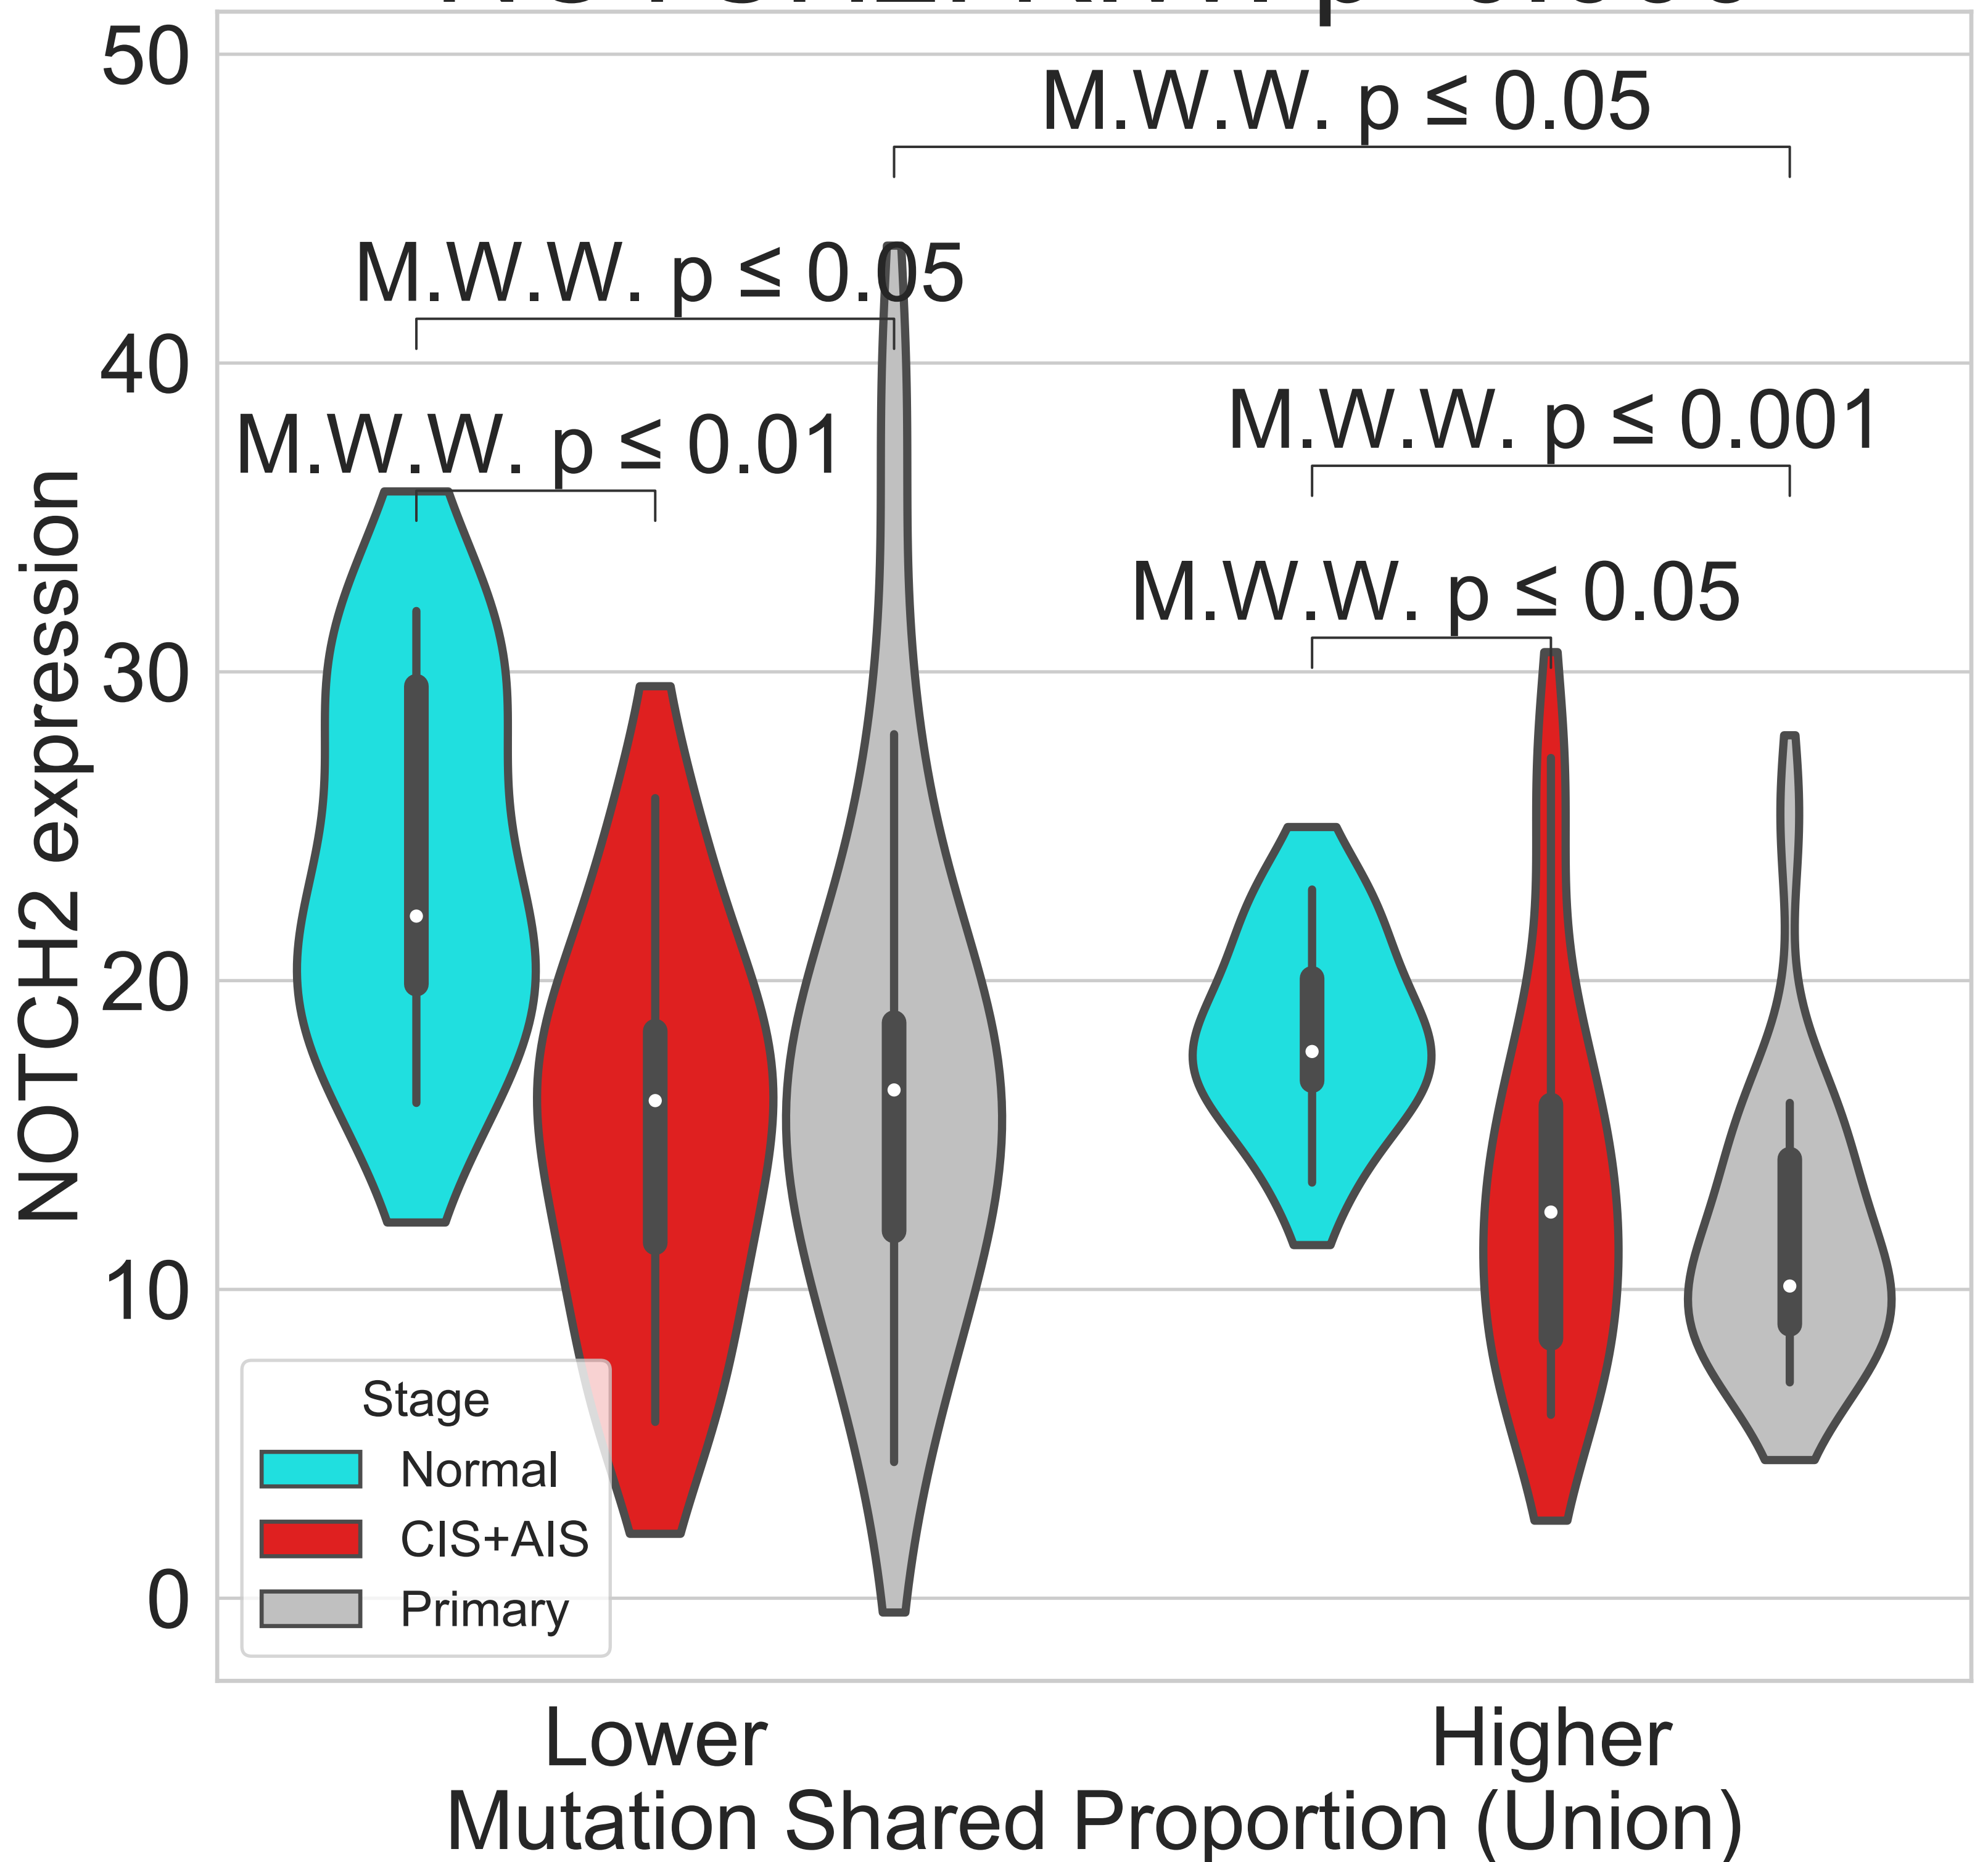 50
M.W.W. p ≤ 0.05
M.W.W. p ≤ 0.05
40
M.W.W. p ≤ 0.001
M.W.W. p ≤ 0.01
M.W.W. p ≤ 0.05
30
NOTCH2 expression
20
10
0
Stage
Normal
CIS+AIS
Primary
Lower
Higher
Mutation Shared Proportion (Union)